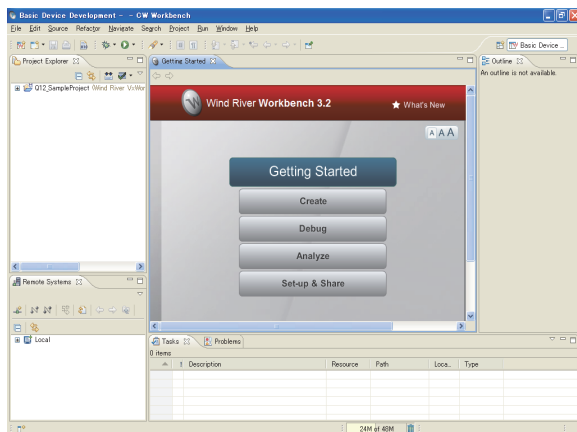 Basic Device Development - - CW Workbench
File Edit Source Refactor Navigate Search Project Run Window Help
Basic Device ...
Project Explorer
Q12_SampleProject (Wind River VxWor
Getting Started
Wind River Workbench 3.2
What's New
A A A
Getting Started
Create
Debug
Analyze
Set-up & Share
Outline
An outline is not available.
Remote Systems
Local
Tasks Problems
0 items
! Description Resource Path Loca... Type
24M of 48M